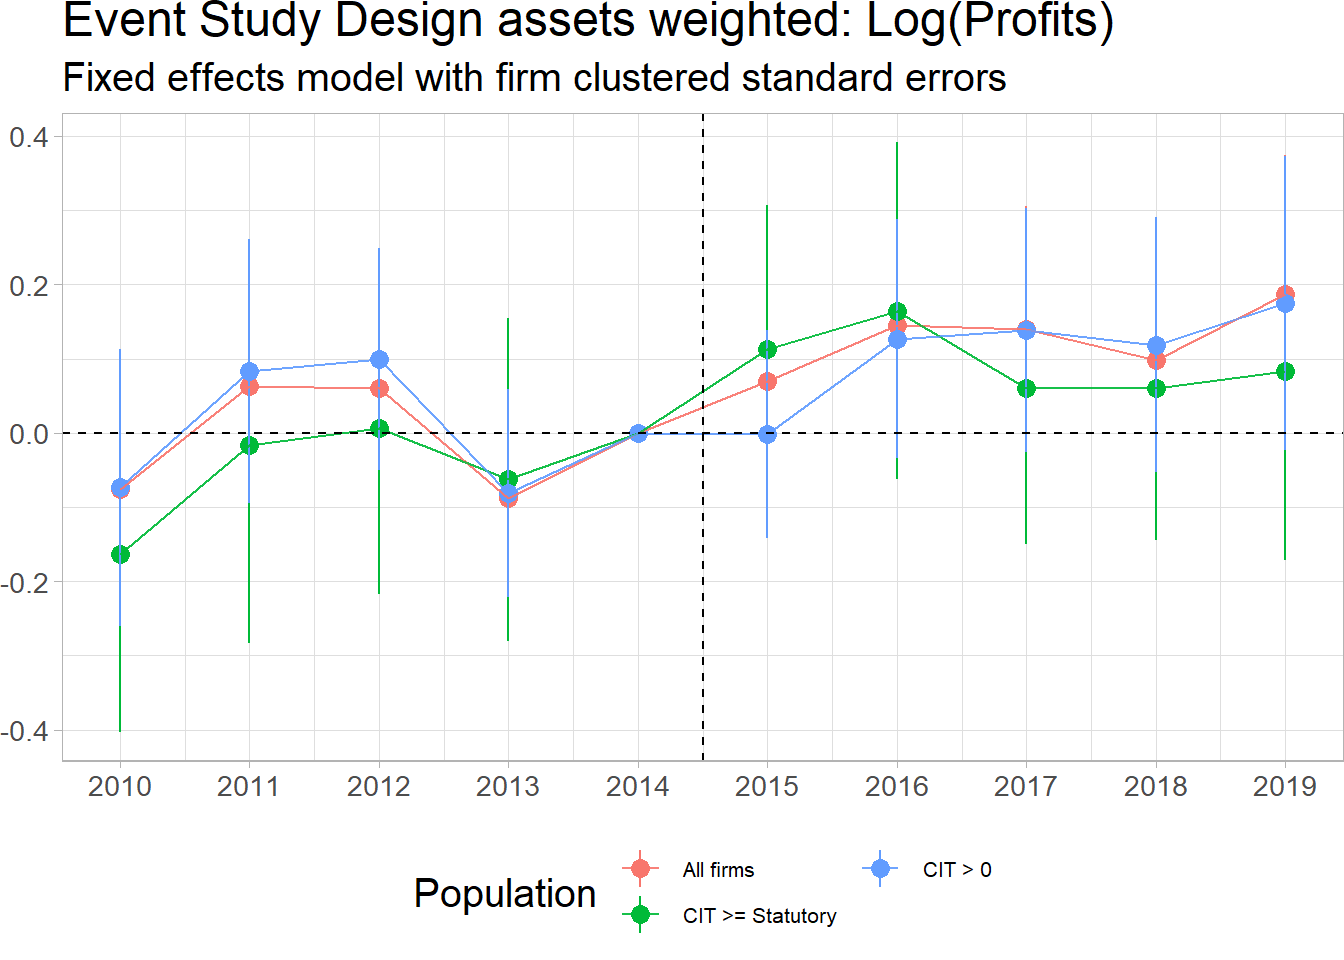 Event Study Design assets weighted: Log(Profits)
Fixed effects model with firm clustered standard errors
0.4
0.2
0.0
-0.2
-0.4
2010 2011 2012 2013 2014 2015 2016 2017 2018 2019
Population
All firms
CIT > 0
CIT >= Statutory